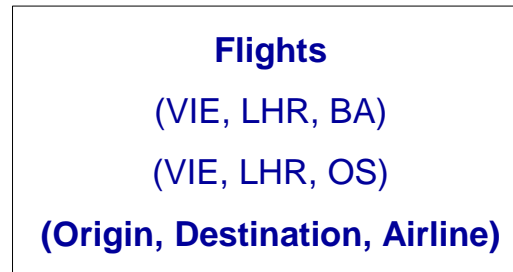 Flights
(VIE, LHR, BA)
(VIE, LHR, OS)
(Origin, Destination, Airline)